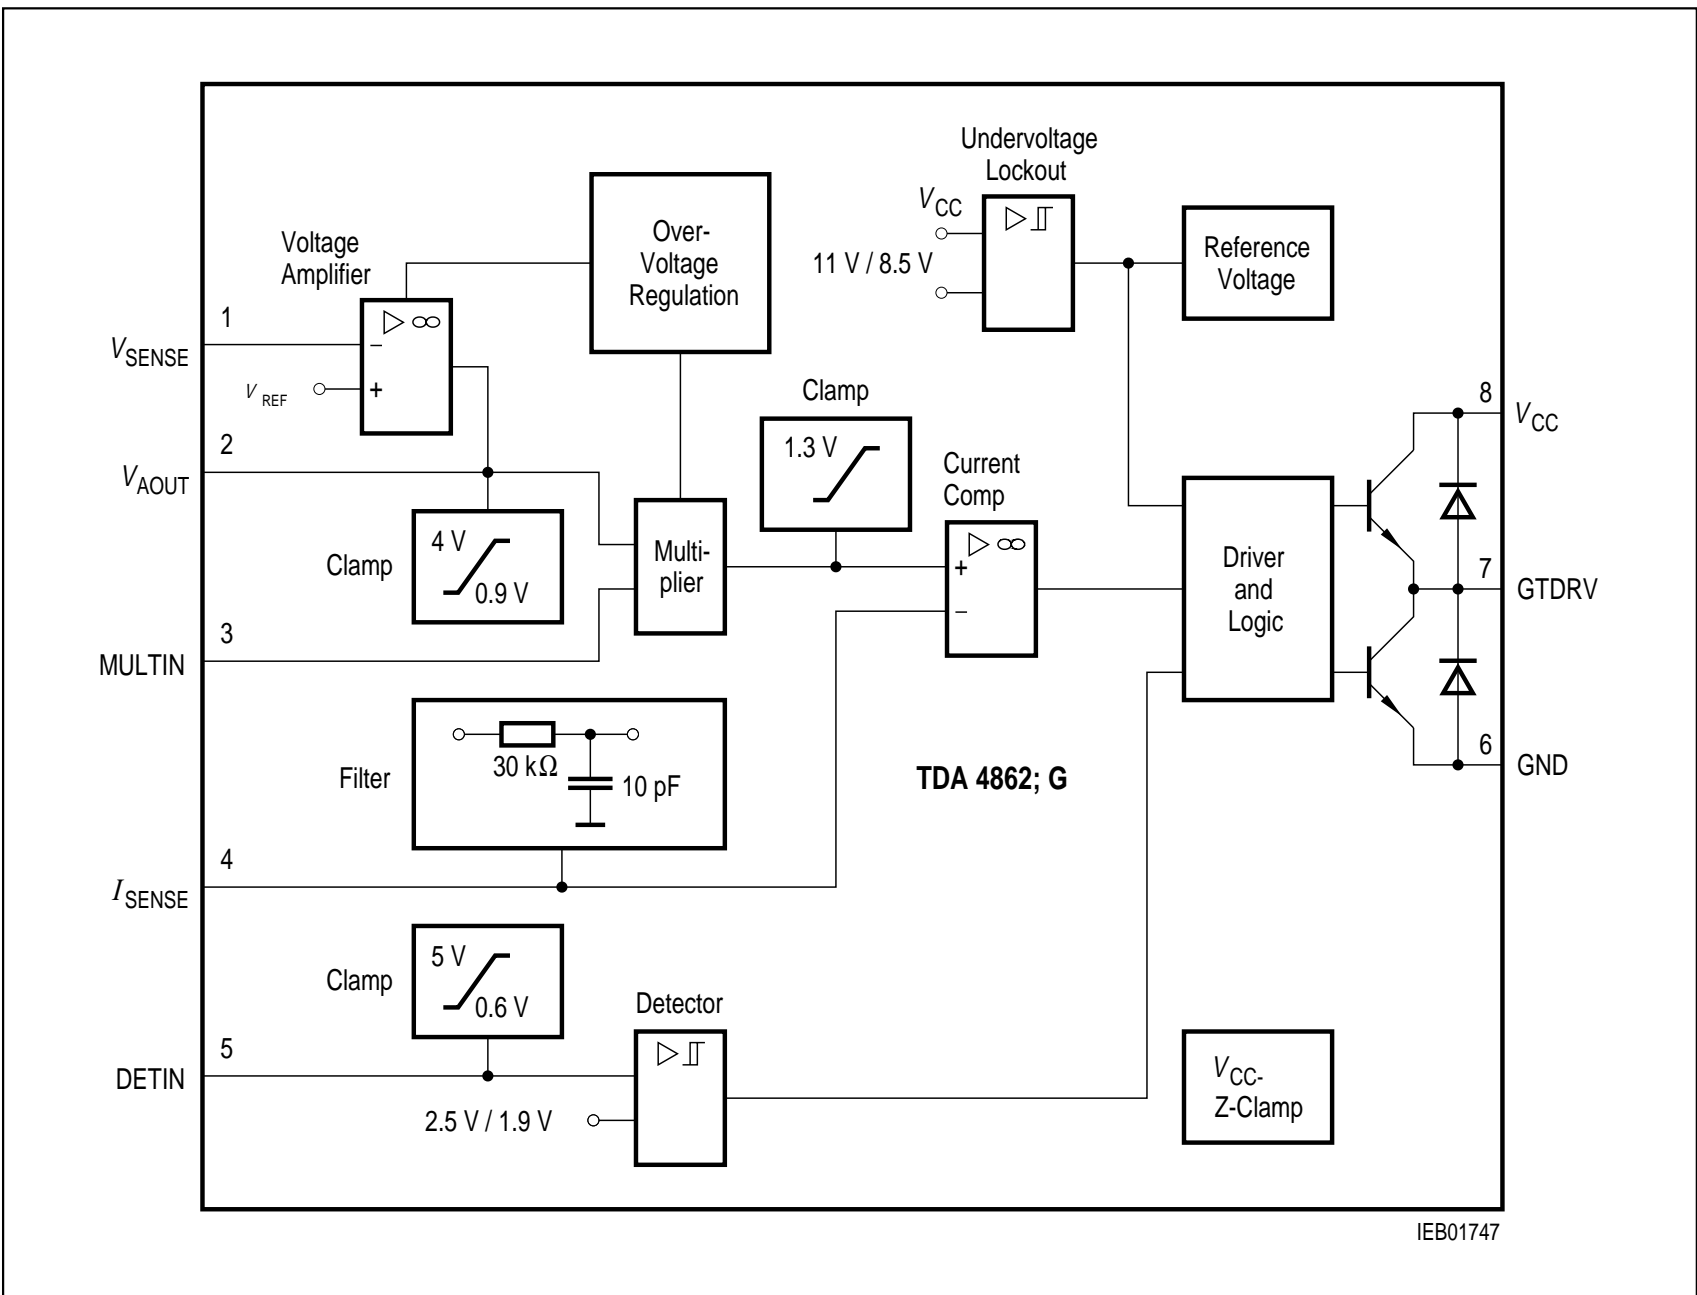 Undervoltage
Lockout
VCC
11 V / 8.5 V
Reference
Voltage
Over-
Voltage
Regulation
Voltage
Amplifier
▷ ∞
−
+
1
VSENSE
VREF
2
VAOUT
Clamp
4 V
0.9 V
3
MULTIN
Multi-
plier
Clamp
1.3 V
Current
Comp
▷ ∞
+
−
Driver
and
Logic
8
VCC
7
GTDRV
6
GND
Filter
30 kΩ
10 pF
TDA 4862; G
4
ISENSE
Clamp
5 V
0.6 V
5
DETIN
Detector
2.5 V / 1.9 V
VCC-
Z-Clamp
IEB01747